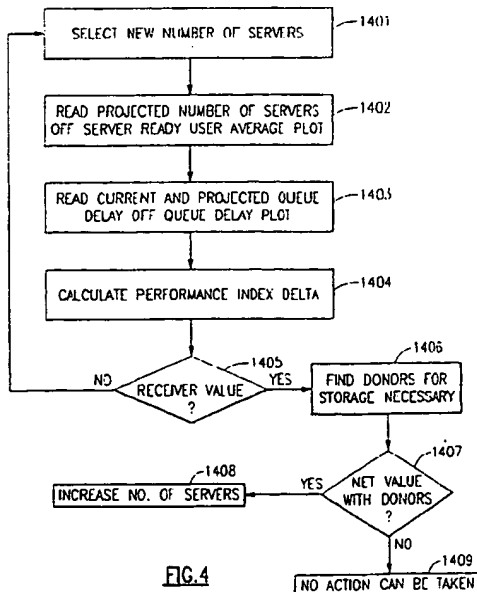 SELECT NEW NUMBER OF SERVERS
1401
READ PROJECTED NUMBER OF SERVERS
OFF SERVER READY USER AVERAGE PLOT
1402
READ CURRENT AND PROJECTED QUEUE
DELAY OFF QUEUE DELAY PLOT
1403
CALCULATE PERFORMANCE INDEX DELTA
1404
1405
NO
RECEIVER VALUE
?
YES
1406
FIND DONORS FOR
STORAGE NECESSARY
1407
NET VALUE
WITH DONORS
?
YES
1408
INCREASE NO. OF SERVERS
NO
1409
NO ACTION CAN BE TAKEN
FIG.4